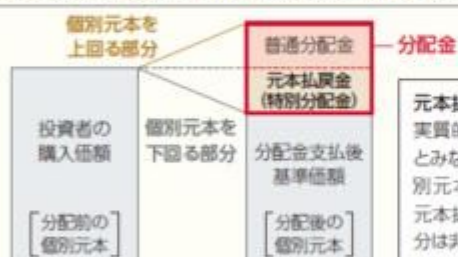 個別元本を
上回る部分
普通分配金
分配金
元本払戻金
(特別分配金)
投資者の
購入価額
個別元本を
下回る部分
分配金支払後
基準価額
[分配前の
個別元本]
[分配後の
個別元本]
元本
実質的
とみな
別元本
元本払
分は非